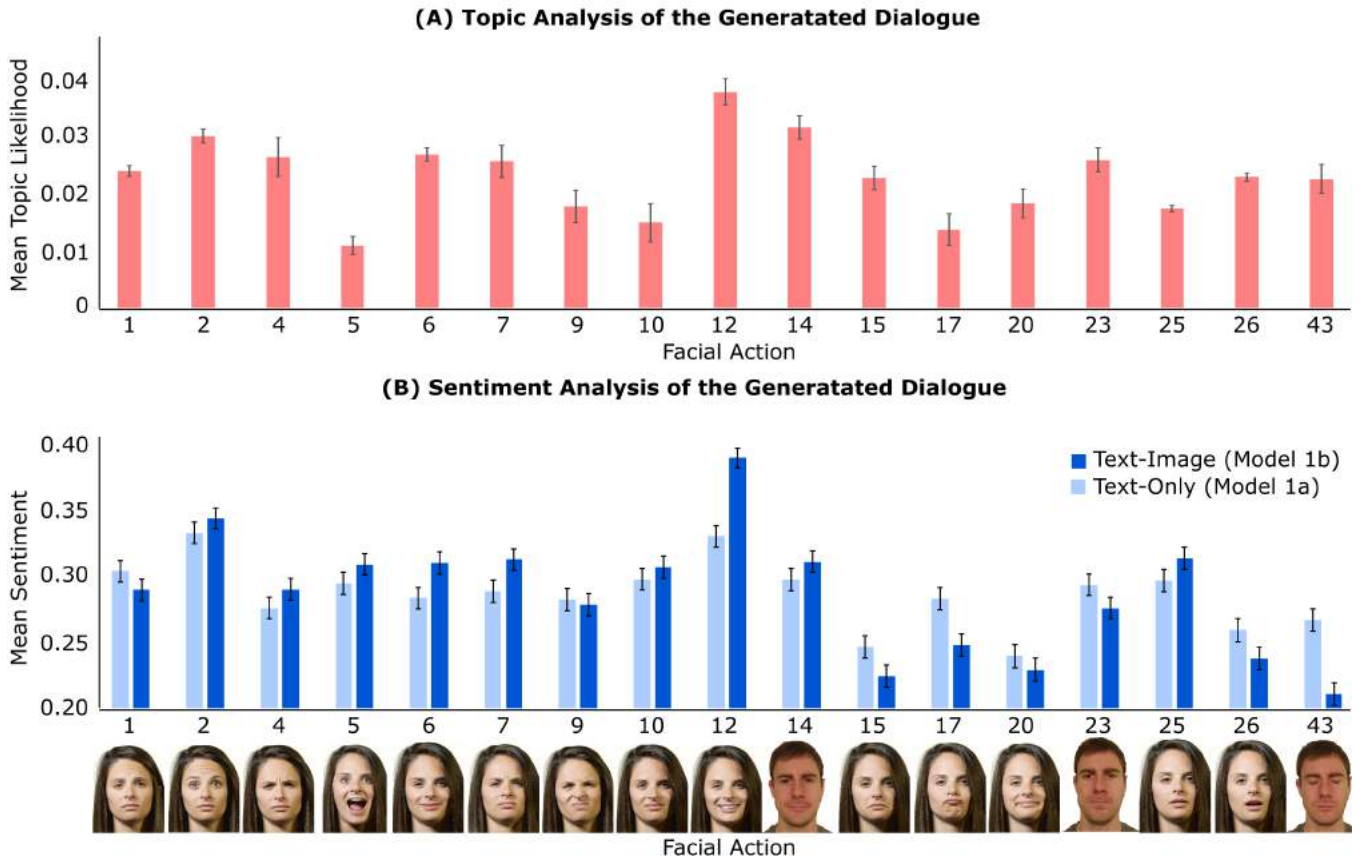 (A) Topic Analysis of the Generatated Dialogue
Mean Topic Likelihood
0.04
0.03
0.02
0.01
0
1 2 4 5 6 7 9 10 12 14 15 17 20 23 25 26 43
Facial Action
(B) Sentiment Analysis of the Generatated Dialogue
Mean Sentiment
0.40
0.35
0.30
0.25
0.20
Text-Image (Model 1b)
Text-Only (Model 1a)
1 2 4 5 6 7 9 10 12 14 15 17 20 23 25 26 43
Facial Action